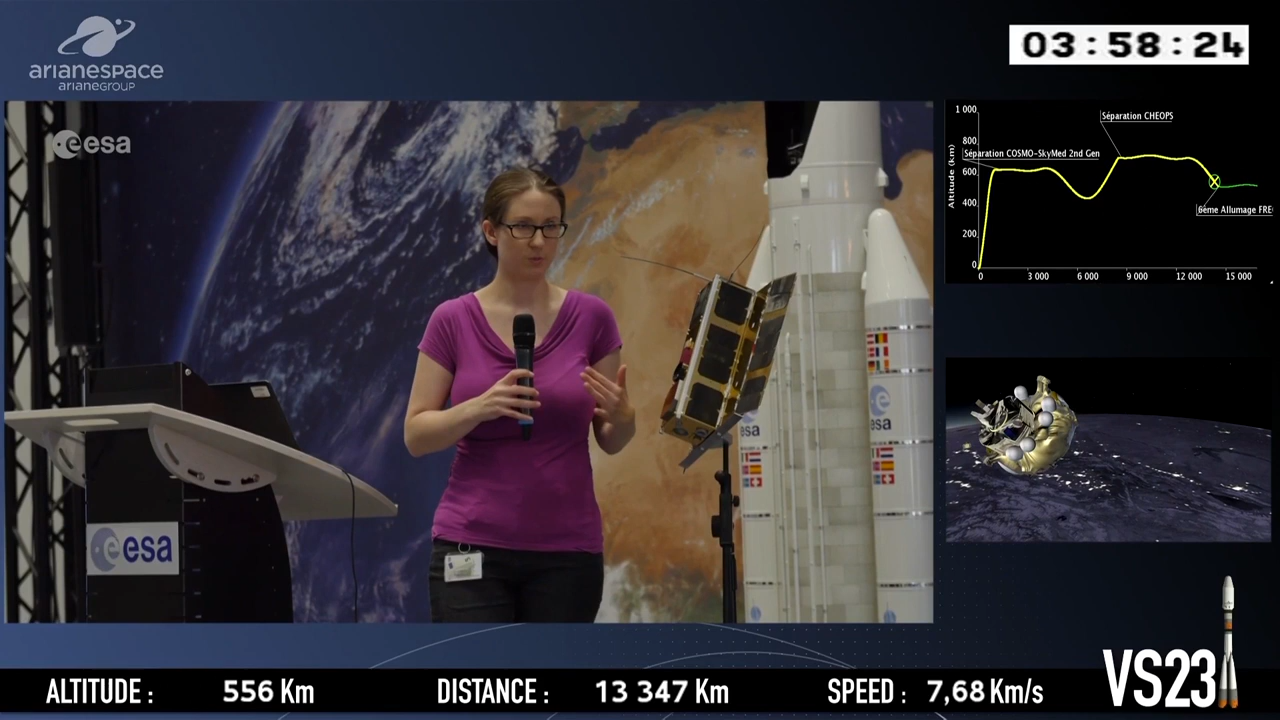 arianespace
arianeGROUP
03:58:24
esa
1 000
800
600
400
200
0
Altitude (km)
Séparation CHEOPS
Séparation COSMO-SkyMed 2nd Gen
6ème Allumage FRE
0
3 000
6 000
9 000
12 000
15 000
esa
esa
esa
VS23
ALTITUDE : 556 Km DISTANCE : 13 347 Km SPEED : 7,68 Km/s